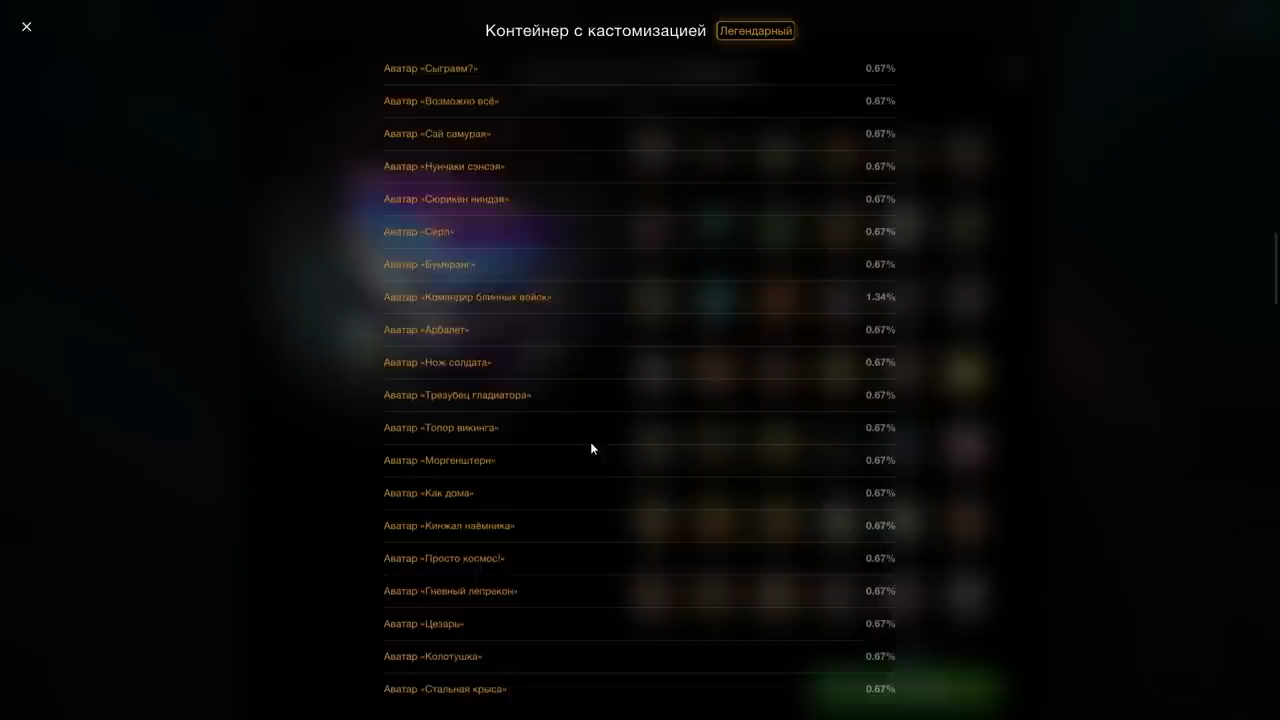 Контейнер с кастомизацией Легендарный
Аватар «Сыграем?» 0.67%
Аватар «Возможно всё» 0.67%
Аватар «Сай самурая» 0.67%
Аватар «Нунчаки сэнсэя» 0.67%
Аватар «Сюрикен ниндзя» 0.67%
Аватар «Серп» 0.67%
Аватар «Бумеранг» 0.67%
Аватар «Командир блинных войск» 1.34%
Аватар «Арбалет» 0.67%
Аватар «Нож солдата» 0.67%
Аватар «Трезубец гладиатора» 0.67%
Аватар «Топор викинга» 0.67%
Аватар «Моргенштерн» 0.67%
Аватар «Как дома» 0.67%
Аватар «Кинжал наёмника» 0.67%
Аватар «Просто космос!» 0.67%
Аватар «Гневный лепрекон» 0.67%
Аватар «Цезарь» 0.67%
Аватар «Колотушка» 0.67%
Аватар «Стальная крыса» 0.67%